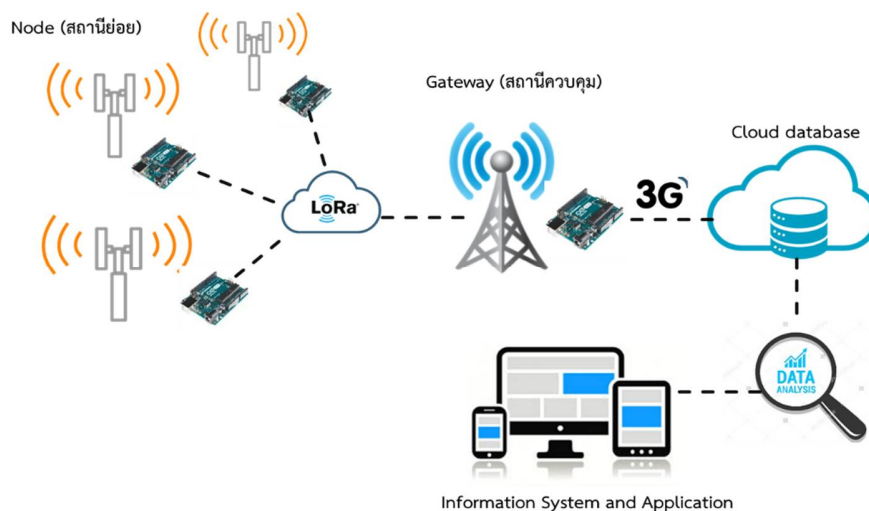 Node (สถานีย่อย)
Gateway (สถานีควบคุม)
Cloud database
LoRa
3G
DATA
ANALYSIS
Information System and Application